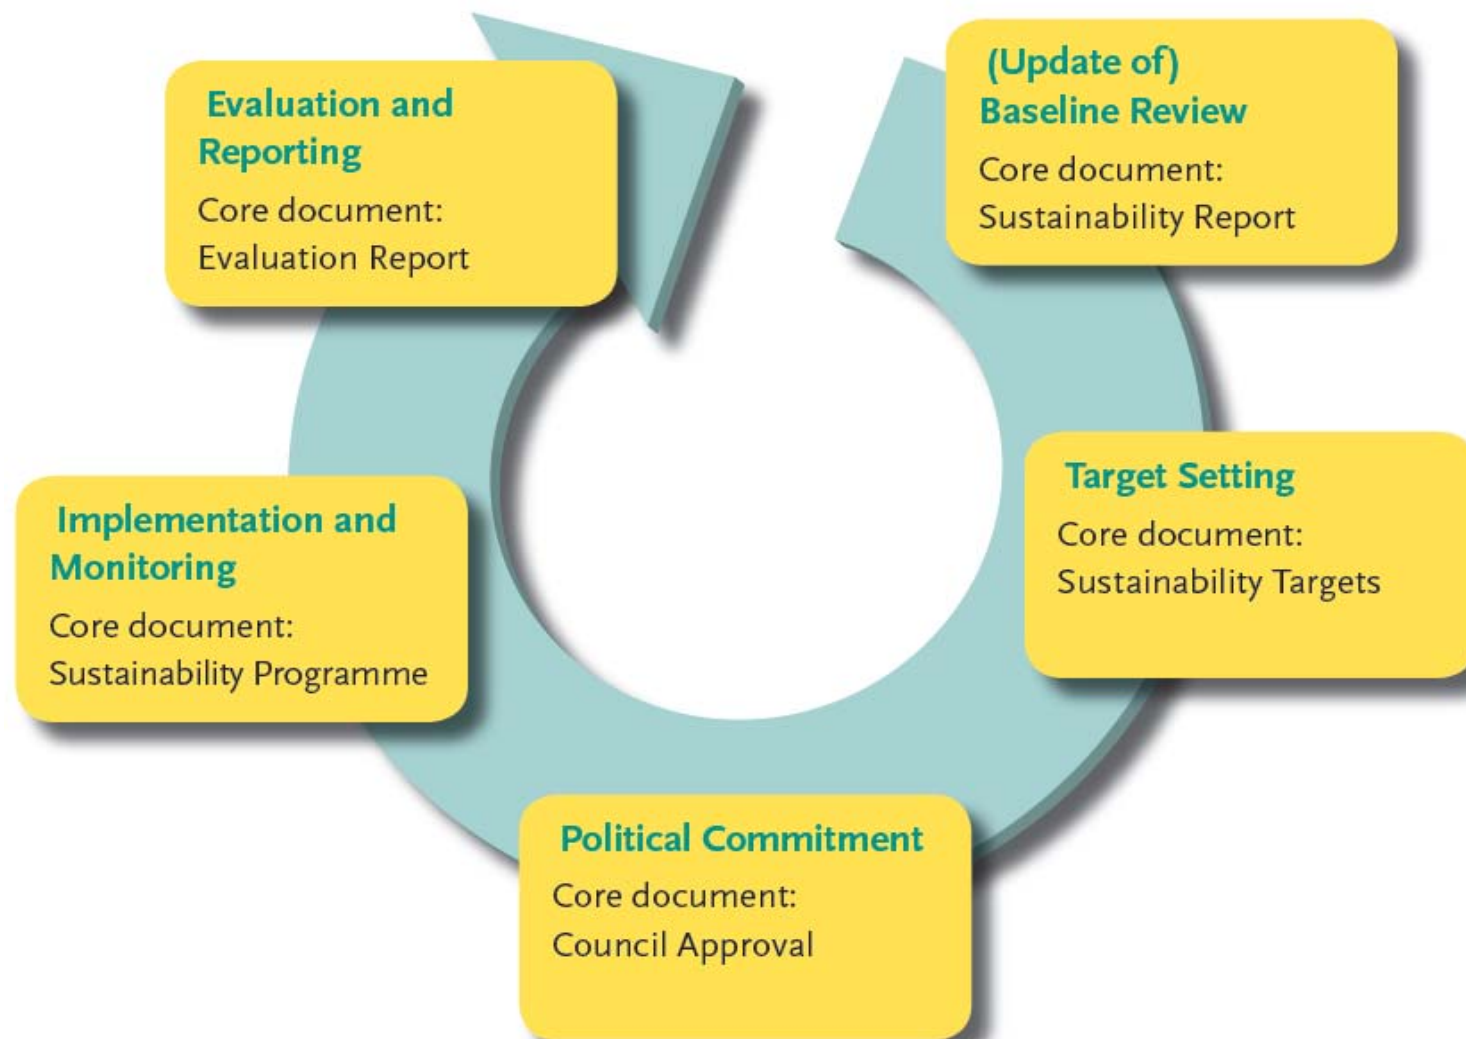 Evaluation and
Reporting
Core document:
Evaluation Report
(Update of)
Baseline Review
Core document:
Sustainability Report
Implementation and
Monitoring
Core document:
Sustainability Programme
Target Setting
Core document:
Sustainability Targets
Political Commitment
Core document:
Council Approval